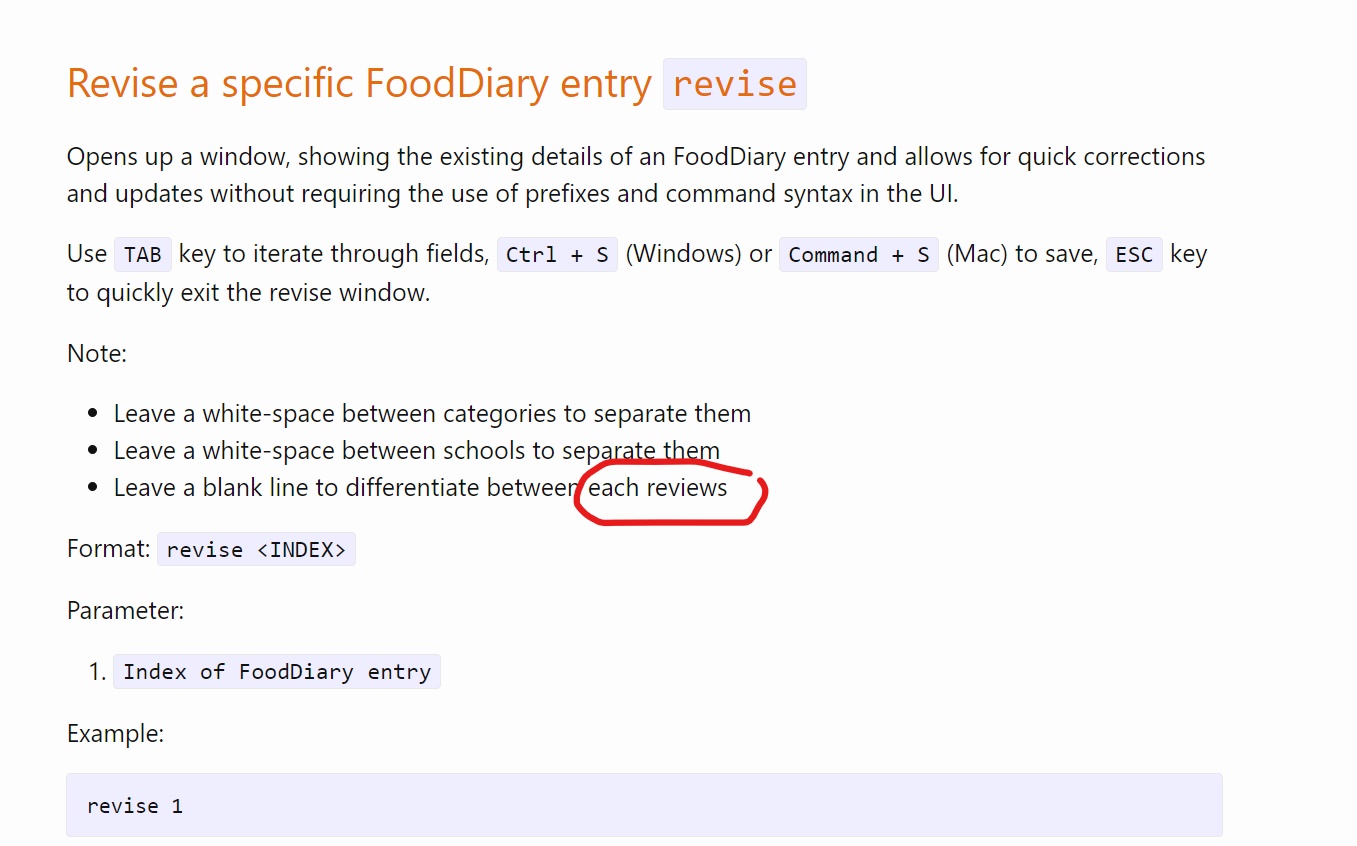 Revise a specific FoodDiary entry revise
Opens up a window, showing the existing details of an FoodDiary entry and allows for quick corrections
and updates without requiring the use of prefixes and command syntax in the UI.
Use TAB key to iterate through fields, Ctrl + S (Windows) or Command + S (Mac) to save, ESC key
to quickly exit the revise window.
Note:
• Leave a white-space between categories to separate them
• Leave a white-space between schools to separate them
• Leave a blank line to differentiate between each reviews
Format: revise <INDEX>
Parameter:
1. Index of FoodDiary entry
Example:
revise 1